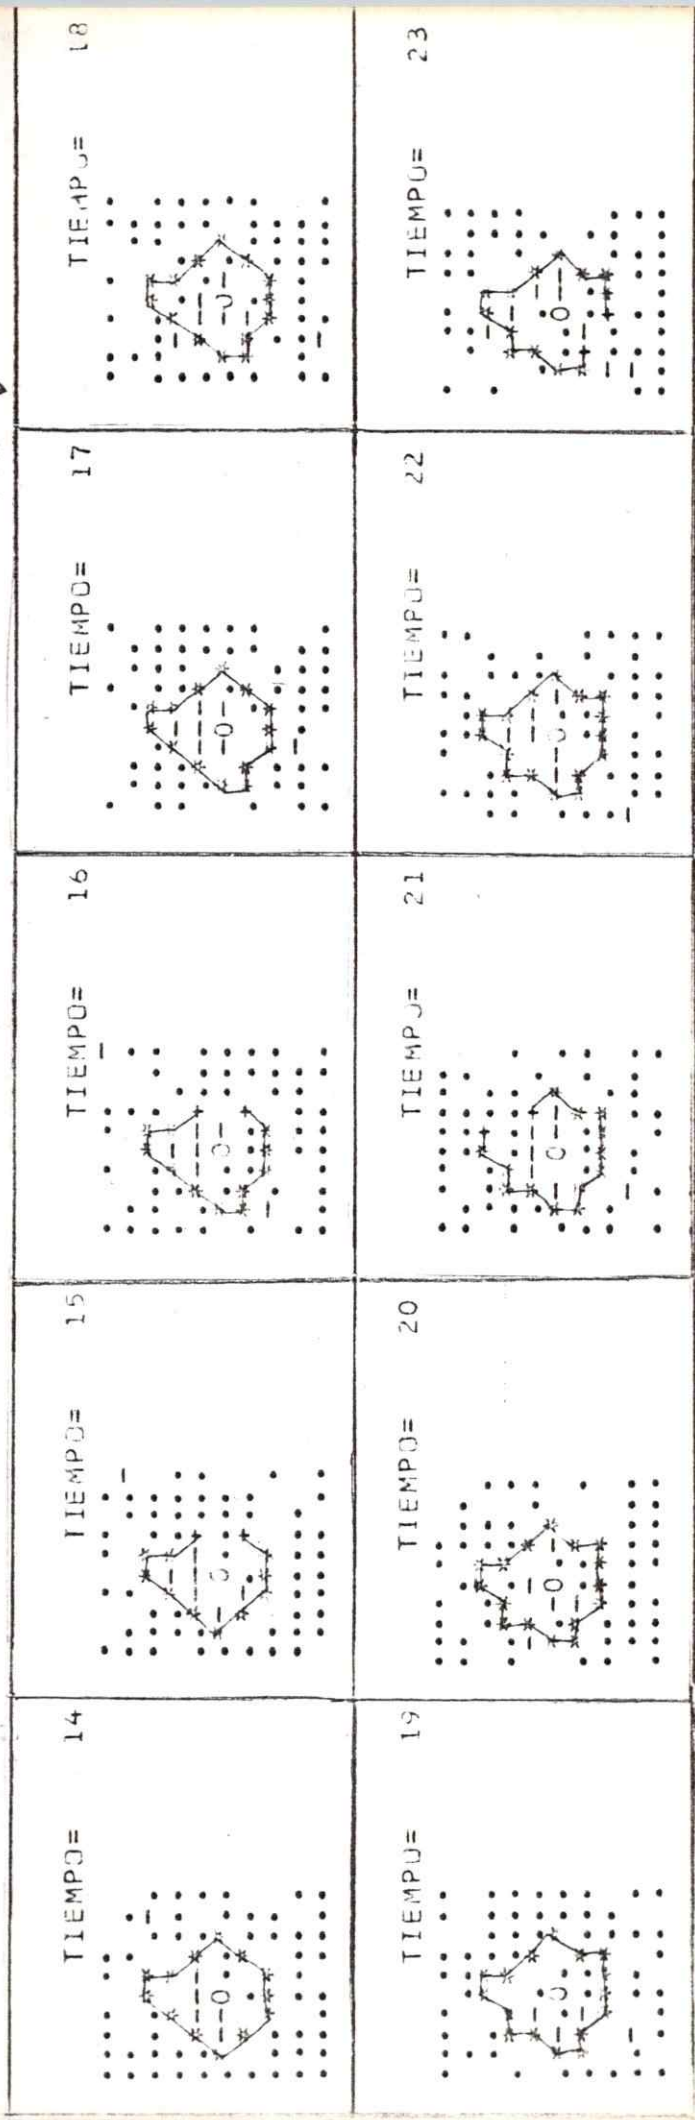 TIEMPO= 14
TIEMPO= 15
TIEMPO= 16
TIEMPO= 17
TIEMPO= 18
TIEMPO= 19
TIEMPO= 20
TIEMPO= 21
TIEMPO= 22
TIEMPO= 23